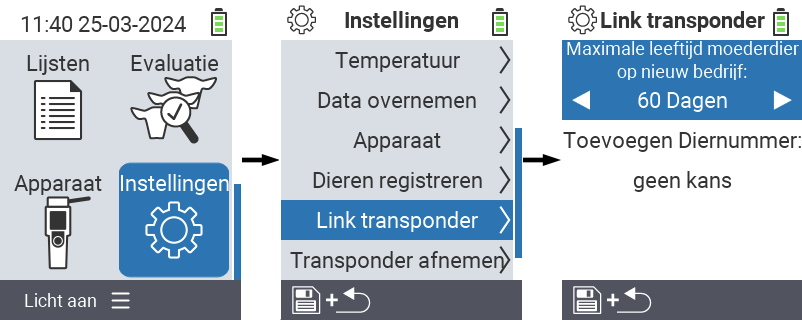 11:40 25-03-2024
Lijsten
Evaluatie
Apparaat
Instellingen
Licht aan
Instellingen
Temperatuur
Data overnemen
Apparaat
Dieren registreren
Link transponder
Transponder afnemen
+
Link transponder
Maximale leeftijd moederdier
op nieuw bedrijf:
60 Dagen
Toevoegen Diernummer:
geen kans
+